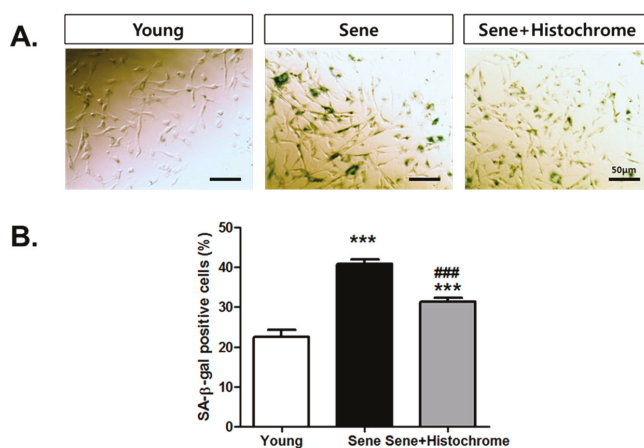 A.
Young
Sene
Sene+Histochrome
50μm
B.
SA-β-gal positive cells (%)
50
40
30
20
10
0
***
###
***
Young
Sene
Sene+Histochrome